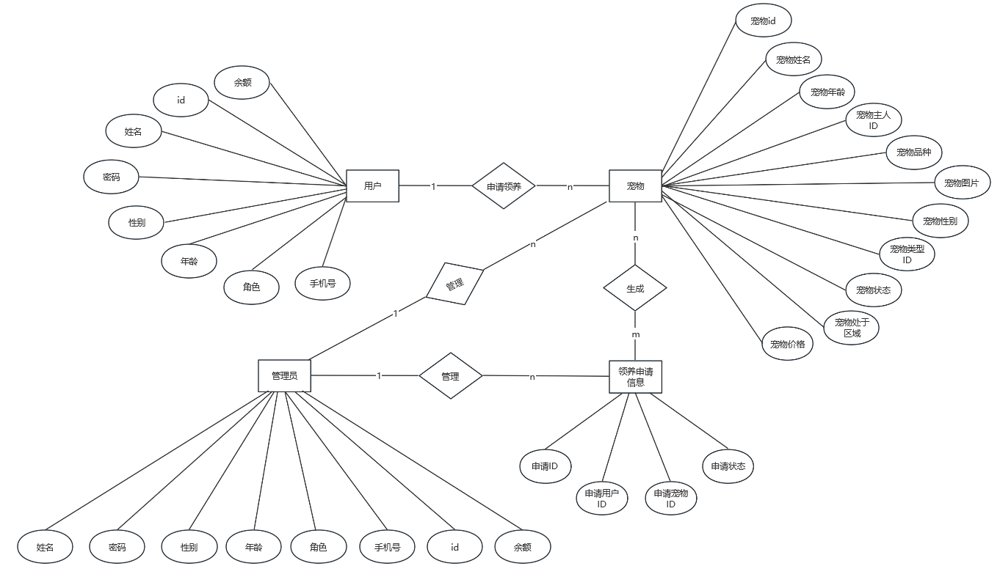 宠物id
宠物姓名
余额
宠物年龄
id
宠物主人
ID
姓名
宠物品种
密码
用户
1
申请领养
n
宠物
宠物图片
性别
宠物性别
n
n
宠物类型
ID
年龄
管理
角色
手机号
生成
宠物状态
1
宠物处于
区域
m
宠物价格
管理员
1
管理
n
领养申请
信息
申请ID
申请状态
申请用户
ID
申请宠物
ID
姓名
密码
性别
年龄
角色
手机号
id
余额